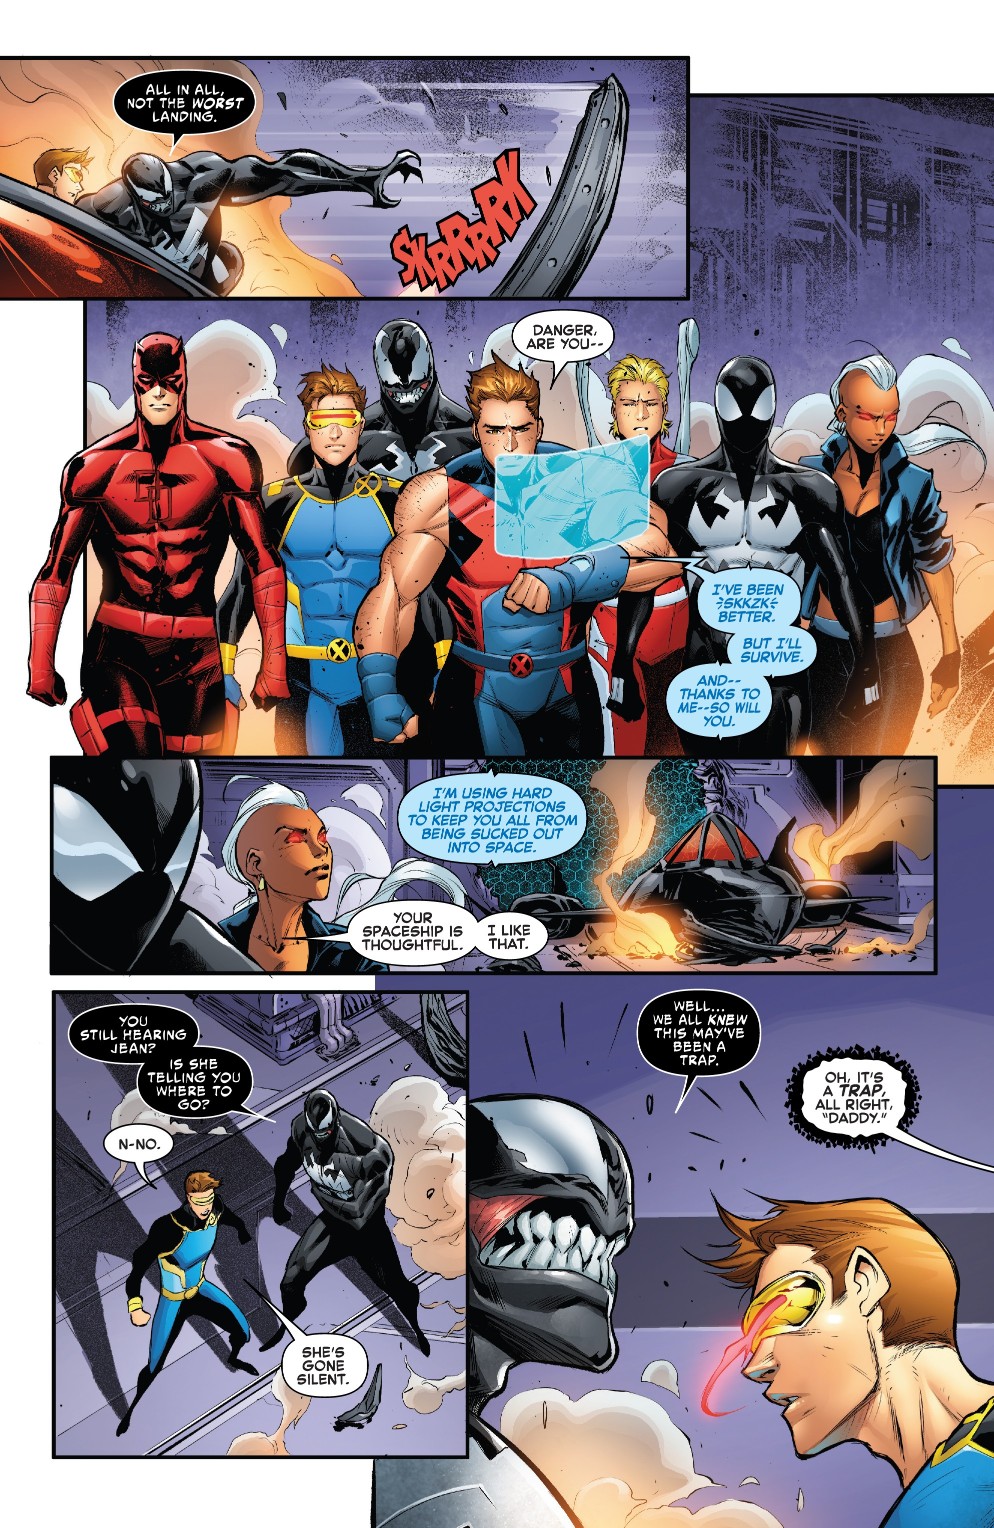 ALL IN ALL,
NOT THE WORST
LANDING.
SKRRRRRX
DANGER,
ARE YOU--
DD
I'VE BEEN
SKKZK
BETTER.
BUT I'LL
SURVIVE.
AND--
THANKS TO
ME--SO WILL
YOU.
I'M USING HARD
LIGHT PROJECTIONS
TO KEEP YOU ALL FROM
BEING SUCKED OUT
INTO SPACE.
YOUR
SPACESHIP IS
THOUGHTFUL.
I LIKE
THAT.
YOU
STILL HEARING
JEAN?
IS SHE
TELLING YOU
WHERE TO
GO?
N-NO.
SHE'S
GONE
SILENT.
WELL...
WE ALL KNEW
THIS MAY'VE
BEEN A
TRAP.
OH, IT'S
A TRAP,
ALL RIGHT,
"DADDY."